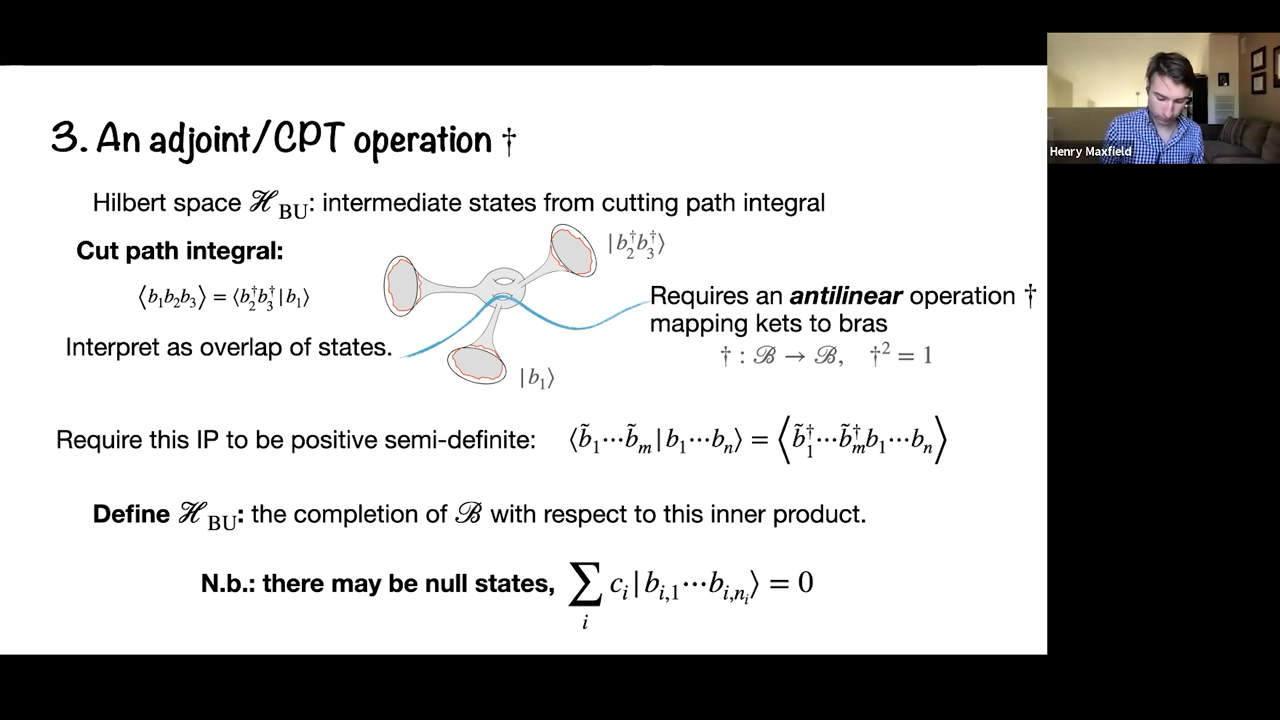 3. An adjoint/CPT operation †
Hilbert space ℋ_BU: intermediate states from cutting path integral
Cut path integral:
|b₂†b₃†⟩
⟨b₁b₂b₃⟩ = ⟨b₂†b₃†|b₁⟩
Requires an antilinear operation †
mapping kets to bras
Interpret as overlap of states.
† : ℬ → ℬ, †² = 1
|b₁⟩
Require this IP to be positive semi-definite: ⟨b̃₁⋯b̃ₘ|b₁⋯bₙ⟩ = ⟨b̃₁†⋯b̃ₘ†b₁⋯bₙ⟩
Define ℋ_BU: the completion of ℬ with respect to this inner product.
N.b.: there may be null states, ∑_i c_i|b_{i,1}⋯b_{i,n_i}⟩ = 0
Henry Maxfield